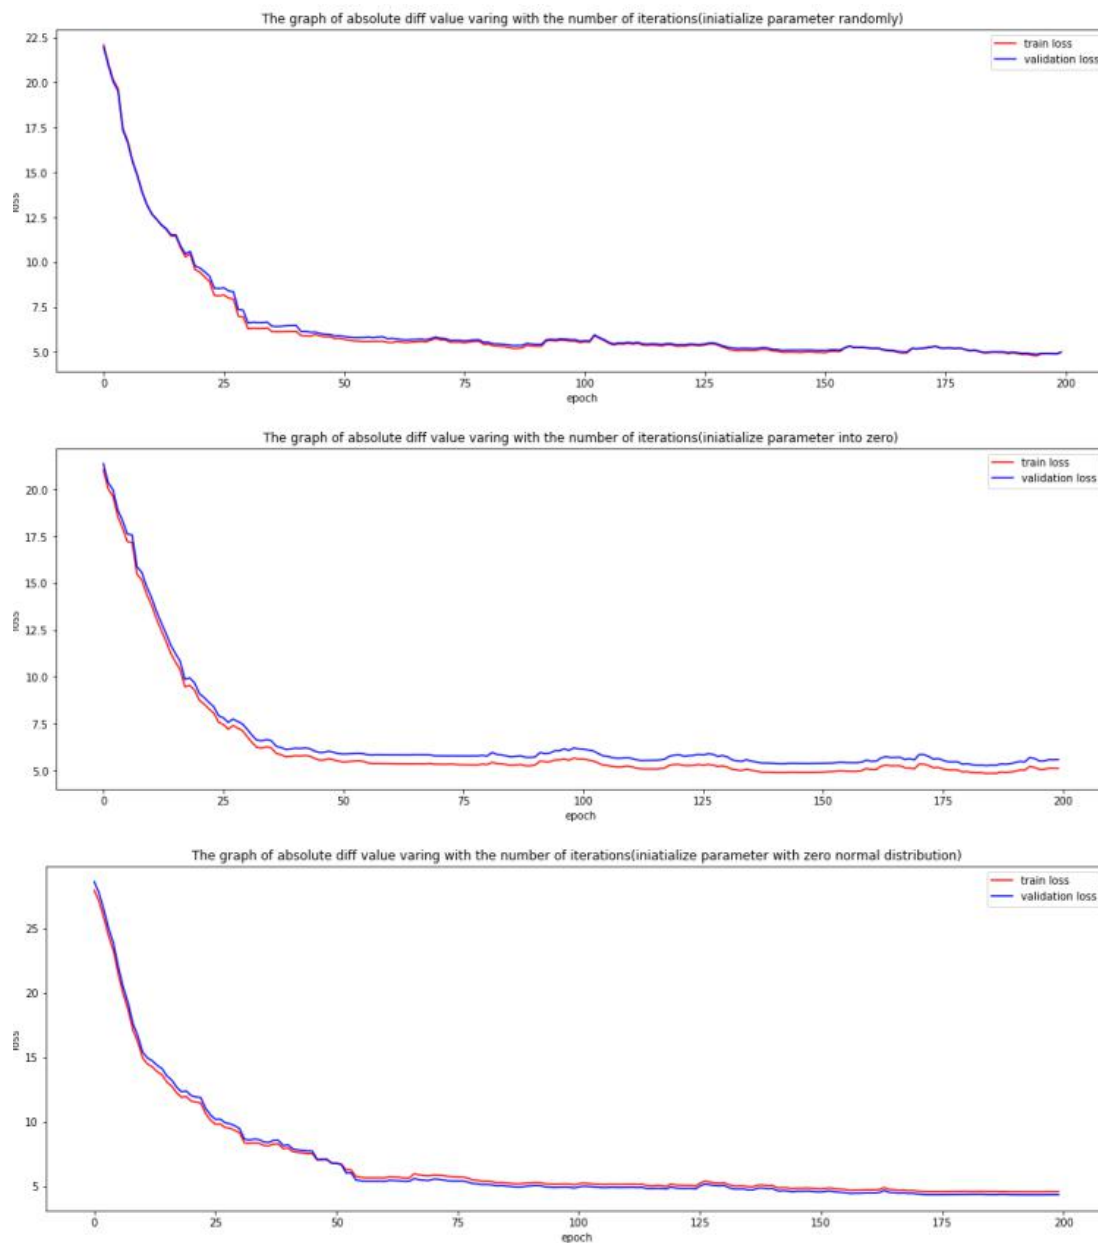 The graph of absolute diff value varing with the number of iterations(iniatialize parameter randomly)
22.5
20.0
17.5
15.0
12.5
10.0
7.5
5.0
loss
train loss
validation loss
0 25 50 75 100 125 150 175 200
epoch
The graph of absolute diff value varing with the number of iterations(iniatialize parameter into zero)
20.0
17.5
15.0
12.5
10.0
7.5
5.0
loss
train loss
validation loss
0 25 50 75 100 125 150 175 200
epoch
The graph of absolute diff value varing with the number of iterations(iniatialize parameter with zero normal distribution)
25
20
15
10
5
loss
train loss
validation loss
0 25 50 75 100 125 150 175 200
epoch